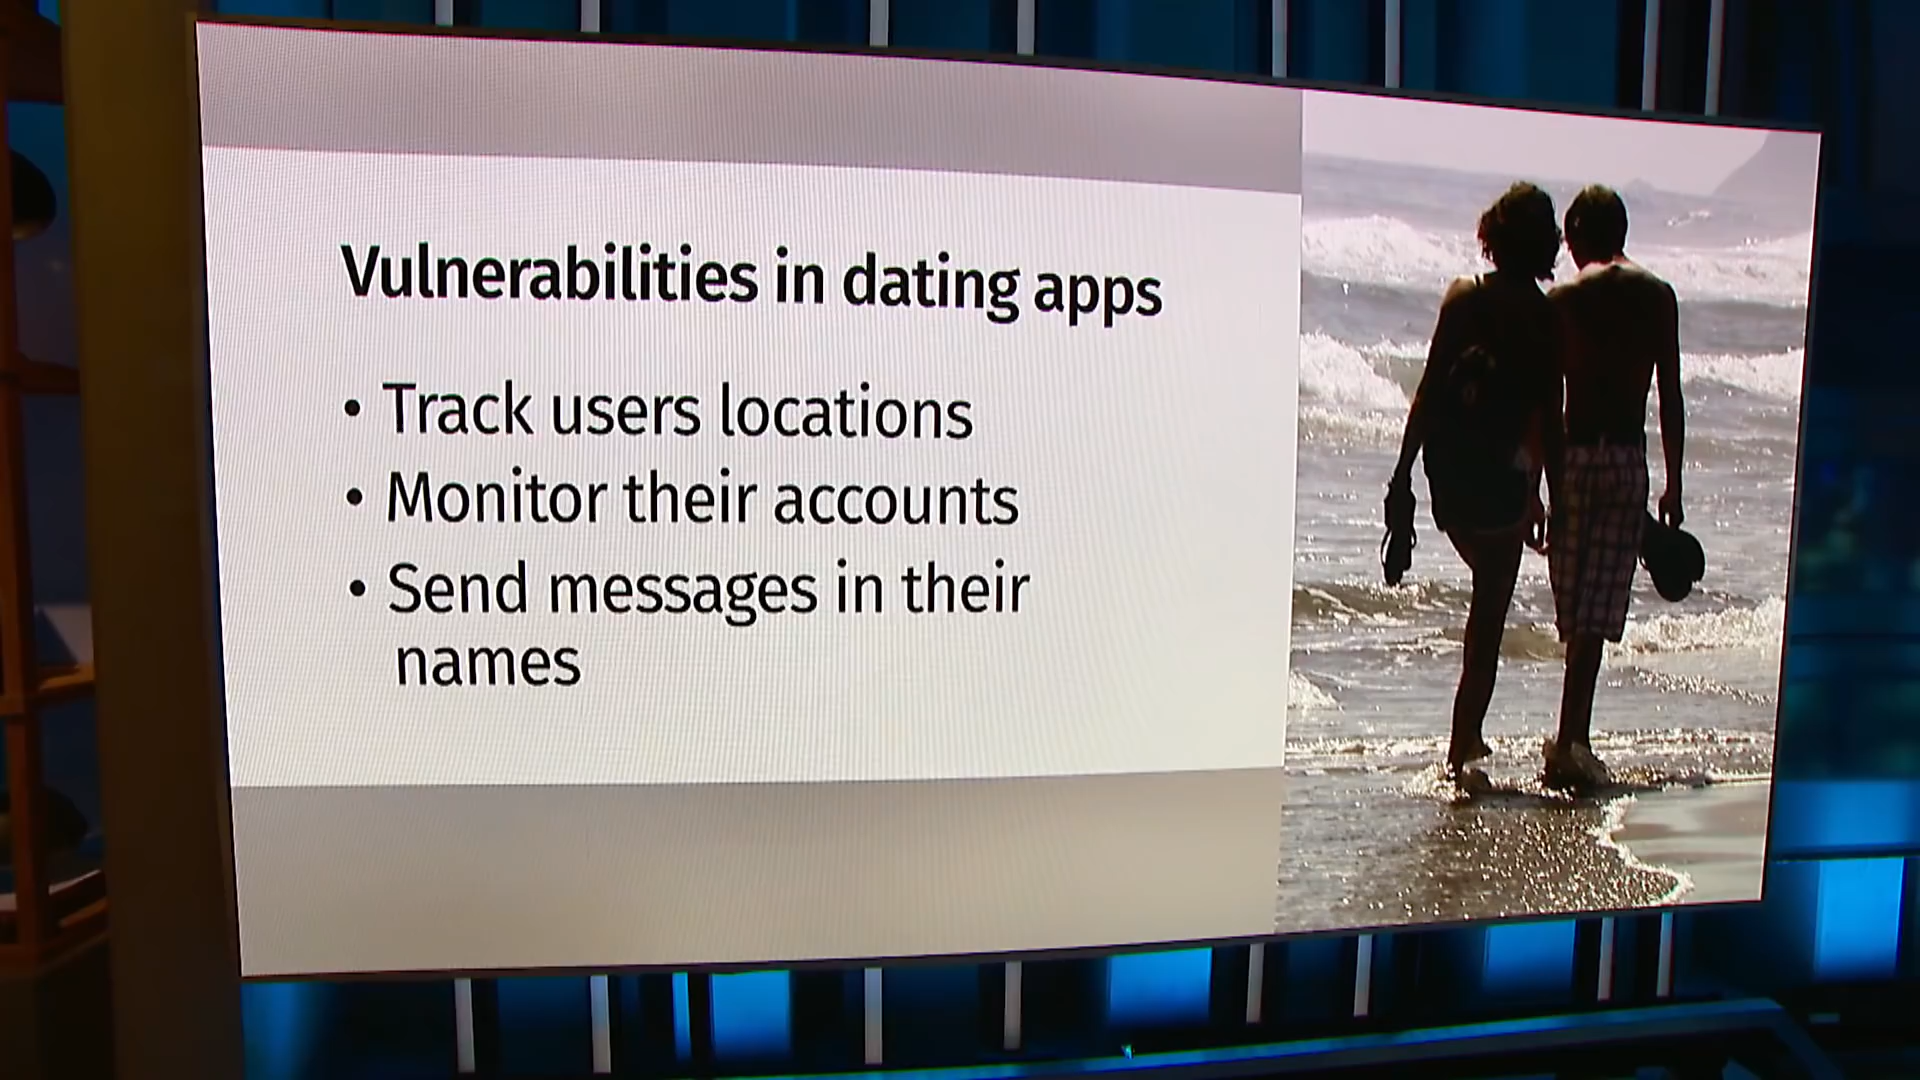 Vulnerabilities in dating apps
• Track users locations
• Monitor their accounts
• Send messages in their
names